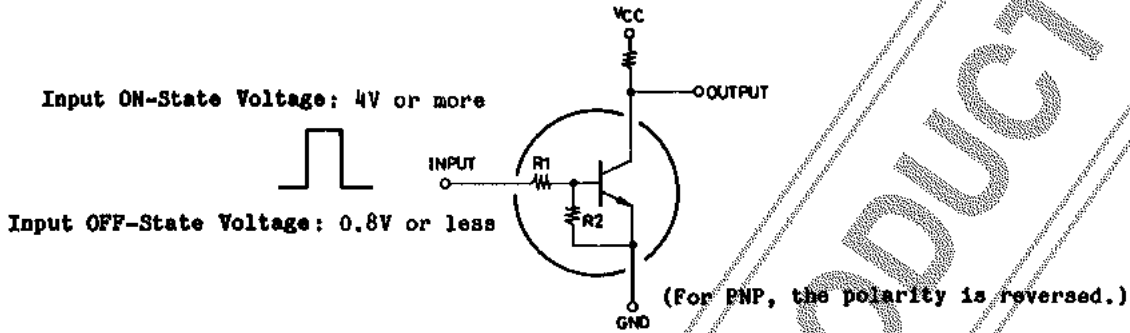 VCC
Input ON-State Voltage: 4V or more
OUTPUT
INPUT
R1
R2
Input OFF-State Voltage: 0.8V or less
(For PNP, the polarity is reversed.)
GND
ODUCT